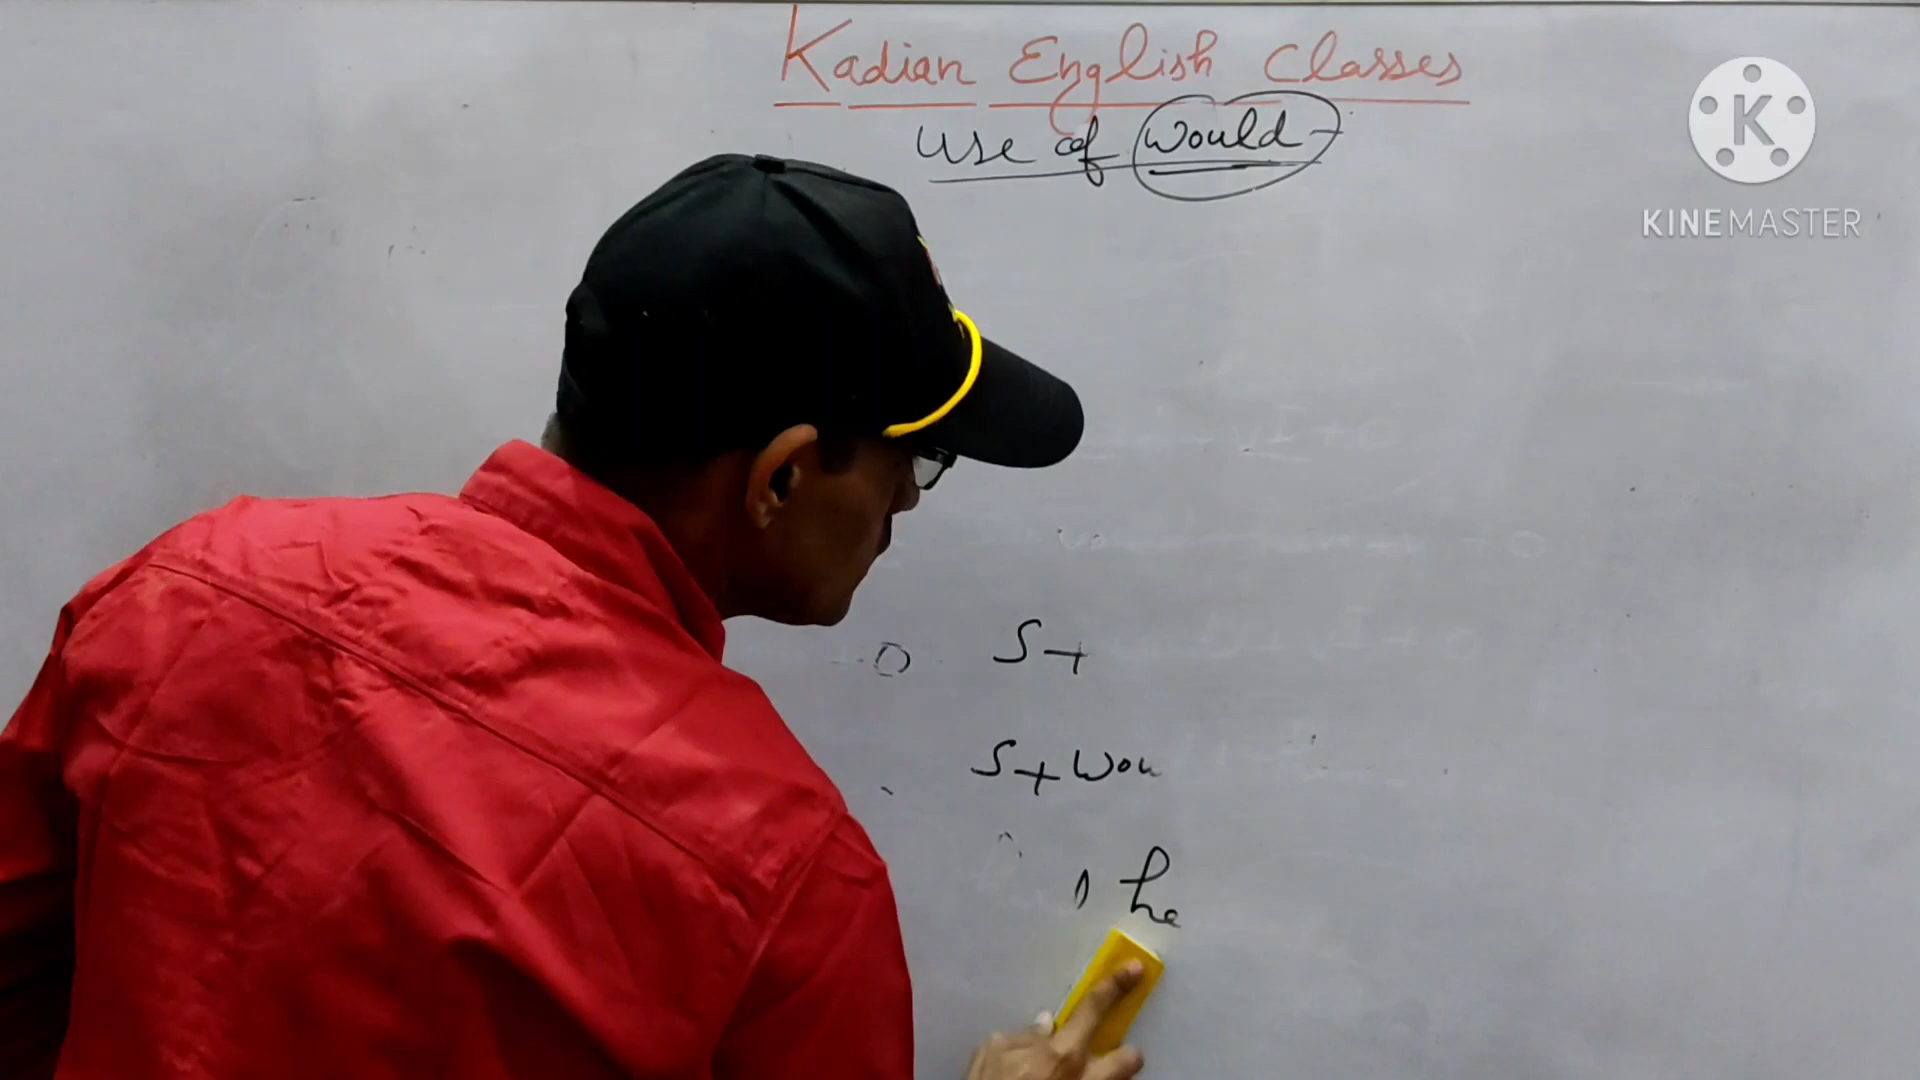 Kadian English Classes
Use of Would -
K
KINEMASTER
O S +
S + Wou
he